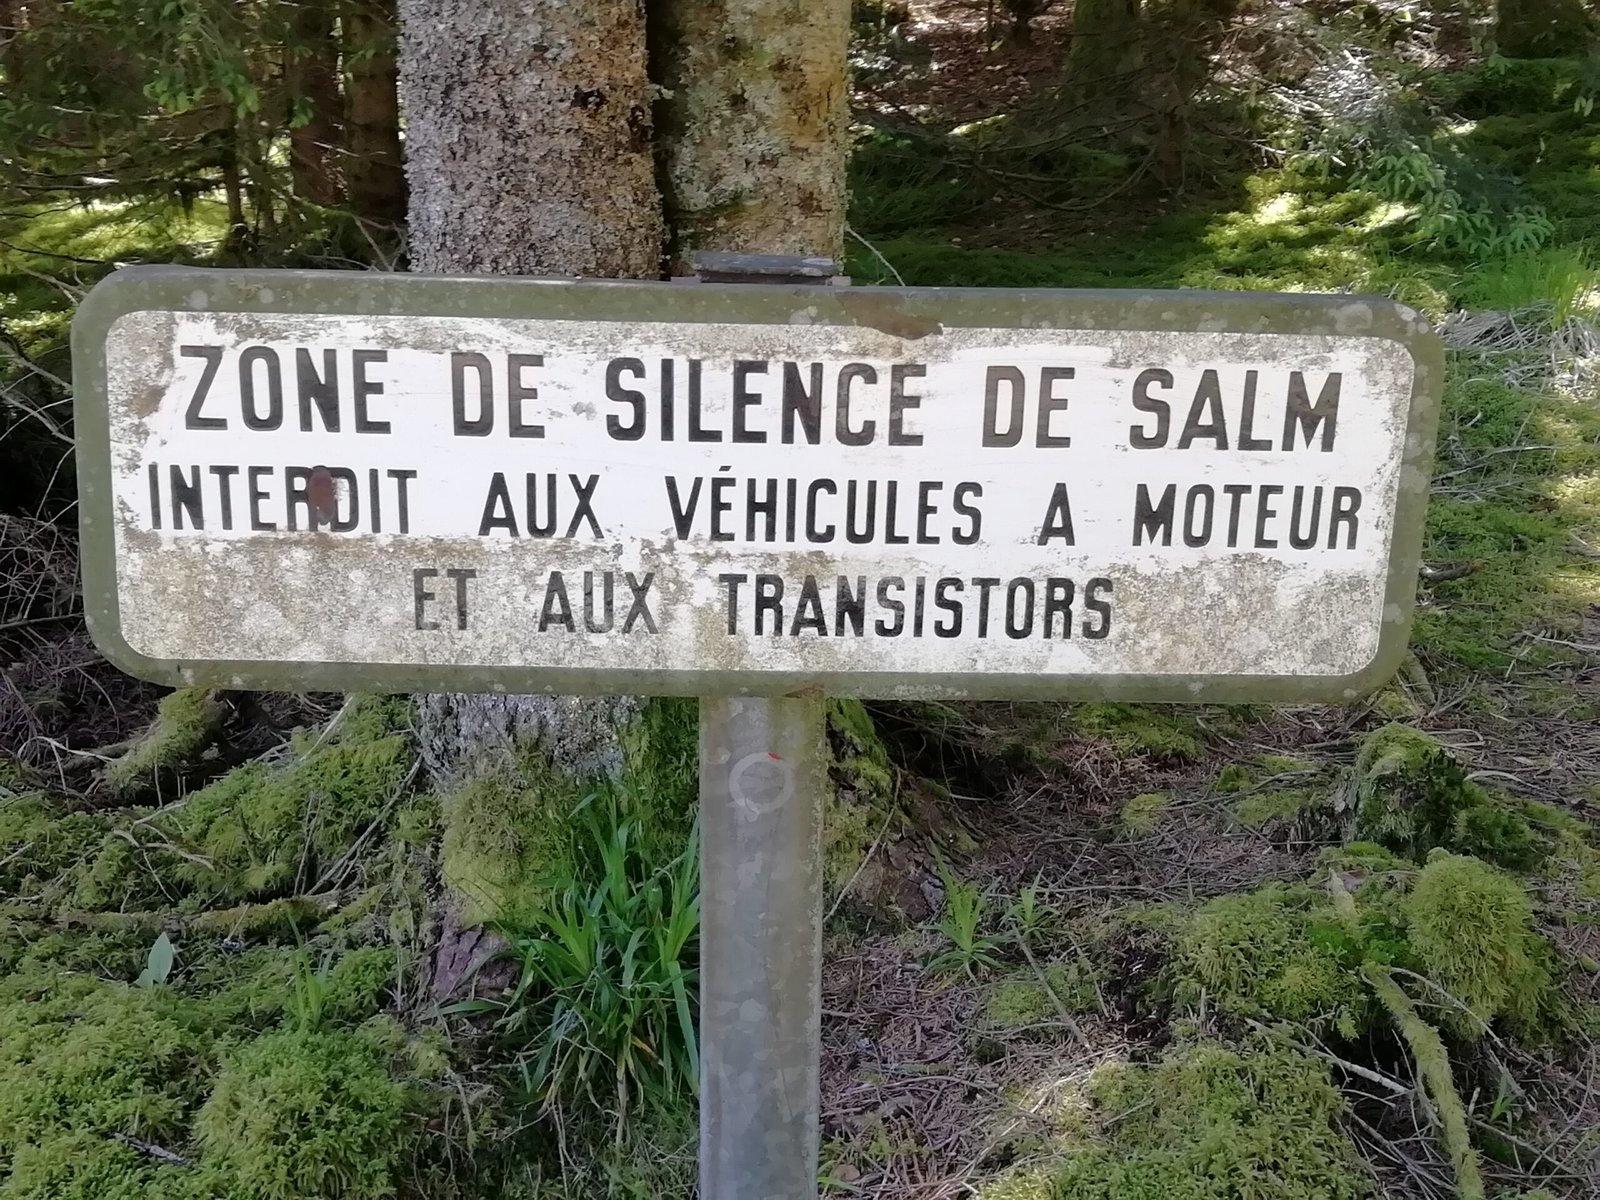 ZONE DE SILENCE DE SALM
INTERDIT AUX VÉHICULES A MOTEUR
ET AUX TRANSISTORS